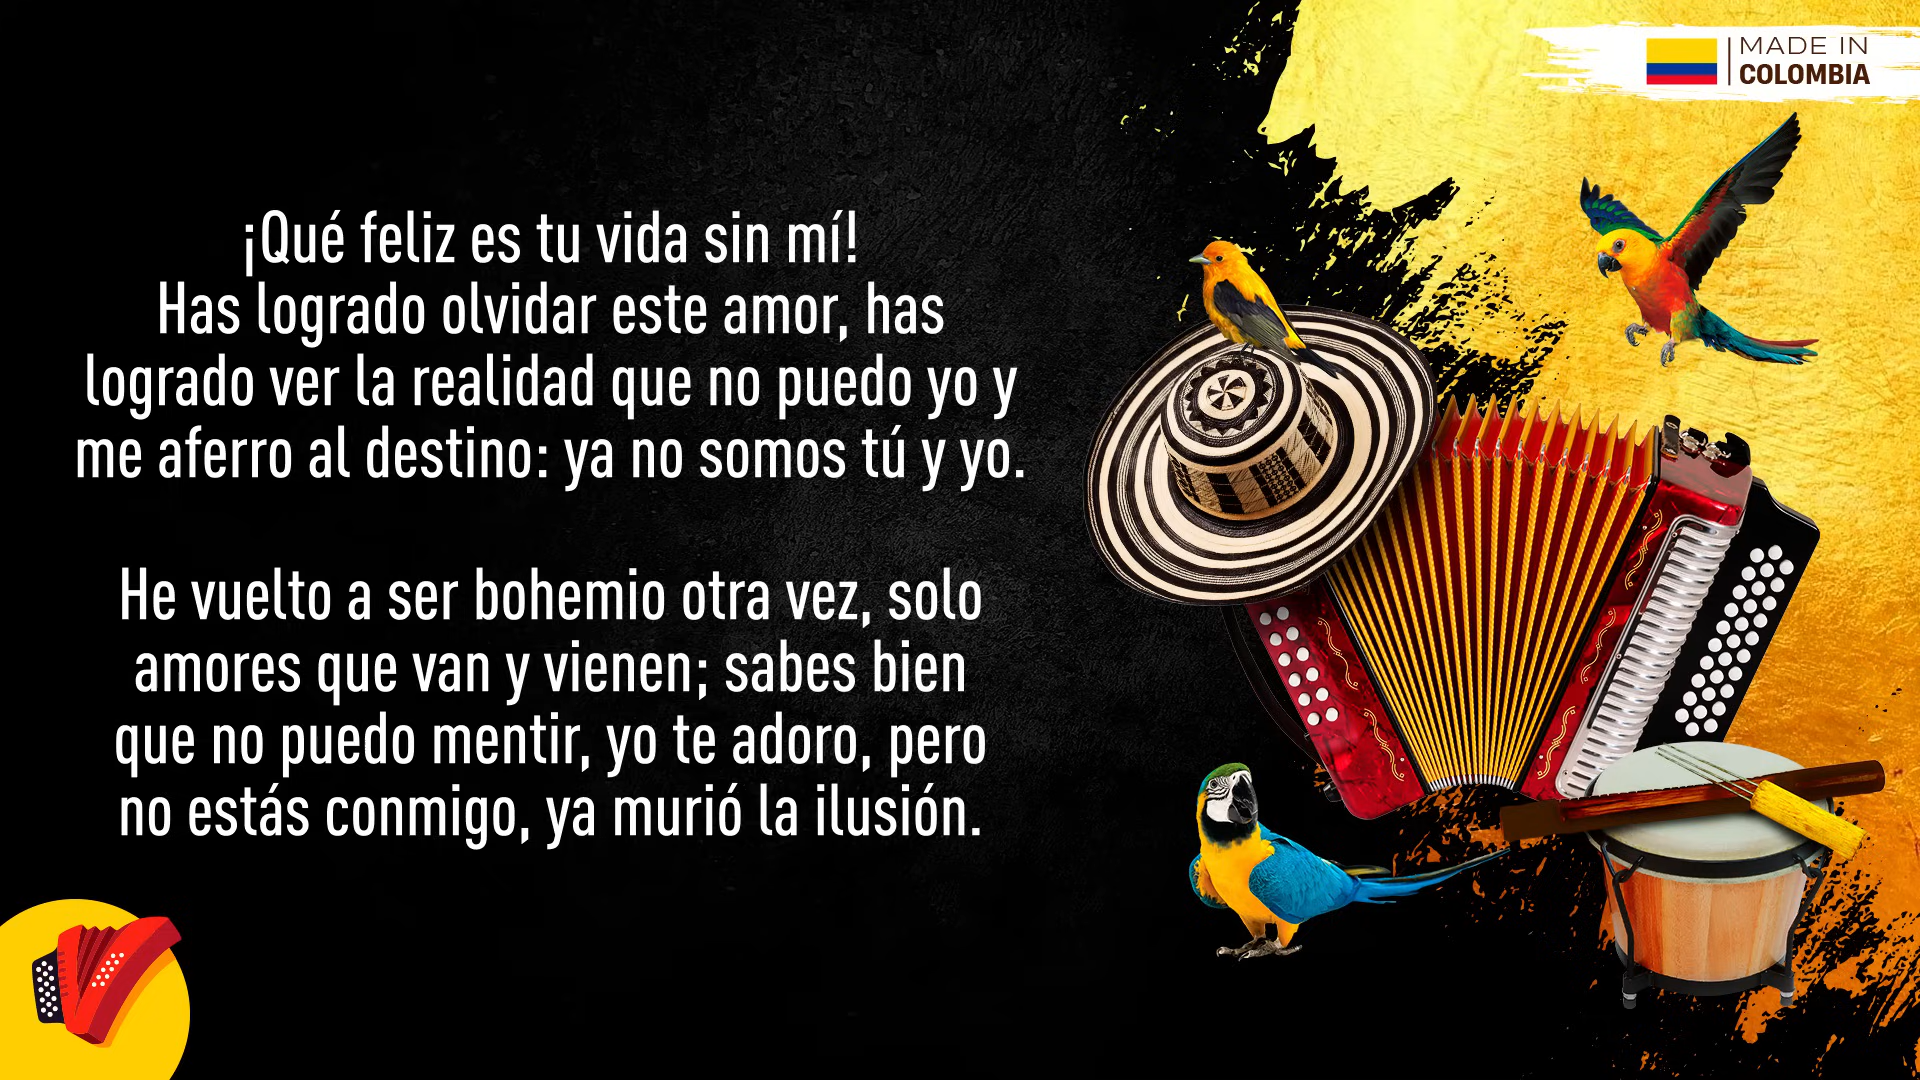 MADE IN
COLOMBIA
¡Qué feliz es tu vida sin mí!
Has logrado olvidar este amor, has
logrado ver la realidad que no puedo yo y
me aferro al destino: ya no somos tú y yo.
He vuelto a ser bohemio otra vez, solo
amores que van y vienen; sabes bien
que no puedo mentir, yo te adoro, pero
no estás conmigo, ya murió la ilusión.